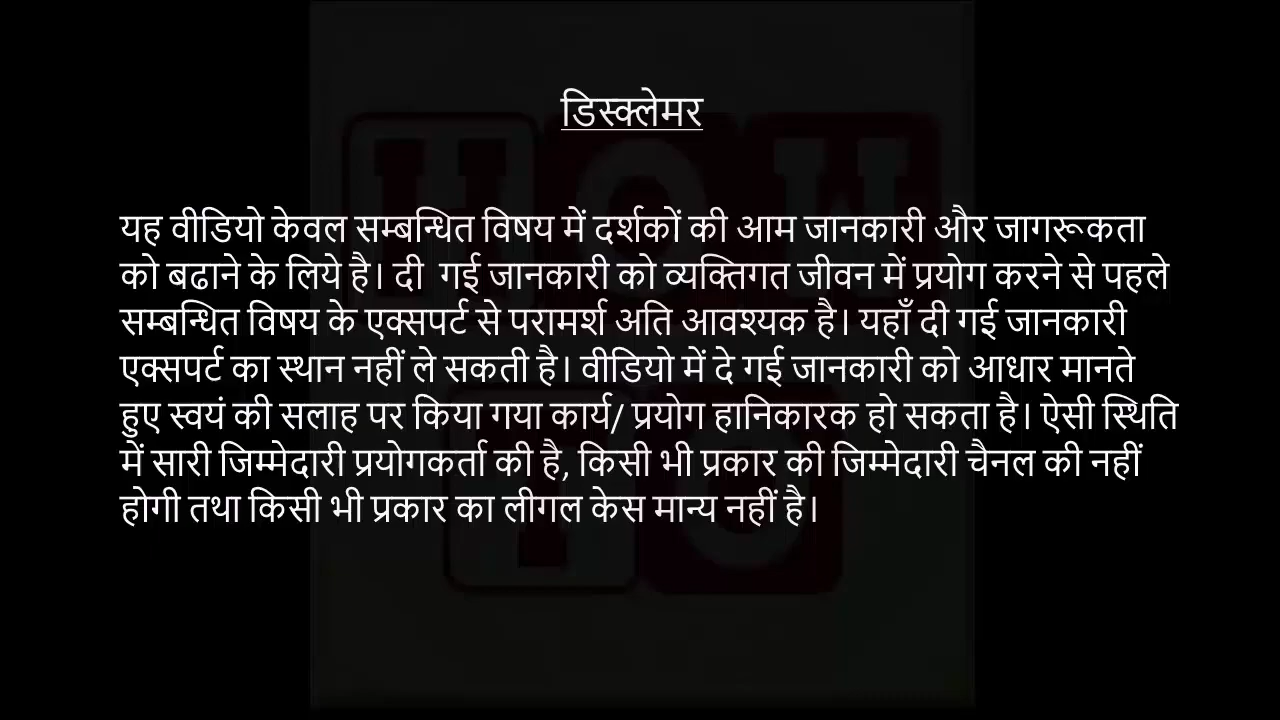 डिस्क्लेमर
यह वीडियो केवल सम्बन्धित विषय में दर्शकों की आम जानकारी और जागरूकता
को बढाने के लिये है। दी गई जानकारी को व्यक्तिगत जीवन में प्रयोग करने से पहले
सम्बन्धित विषय के एक्सपर्ट से परामर्श अति आवश्यक है। यहाँ दी गई जानकारी
एक्सपर्ट का स्थान नहीं ले सकती है। वीडियो में दे गई जानकारी को आधार मानते
हुए स्वयं की सलाह पर किया गया कार्य/ प्रयोग हानिकारक हो सकता है। ऐसी स्थिति
में सारी जिम्मेदारी प्रयोगकर्ता की है, किसी भी प्रकार की जिम्मेदारी चैनल की नहीं
होगी तथा किसी भी प्रकार का लीगल केस मान्य नहीं है।
HOW
TO